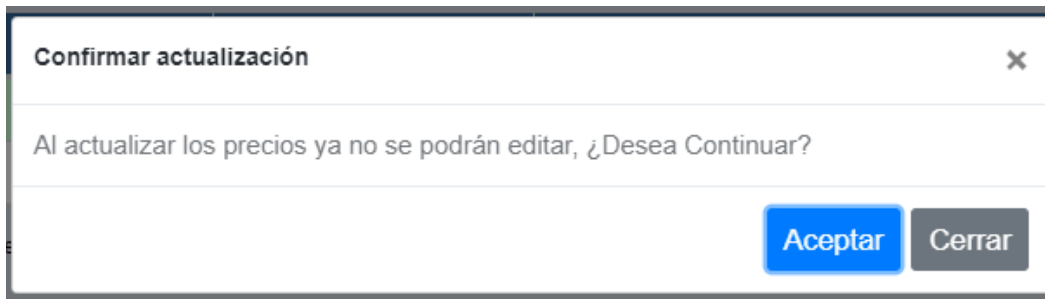 Confirmar actualización
×
Al actualizar los precios ya no se podrán editar, ¿Desea Continuar?
Aceptar Cerrar